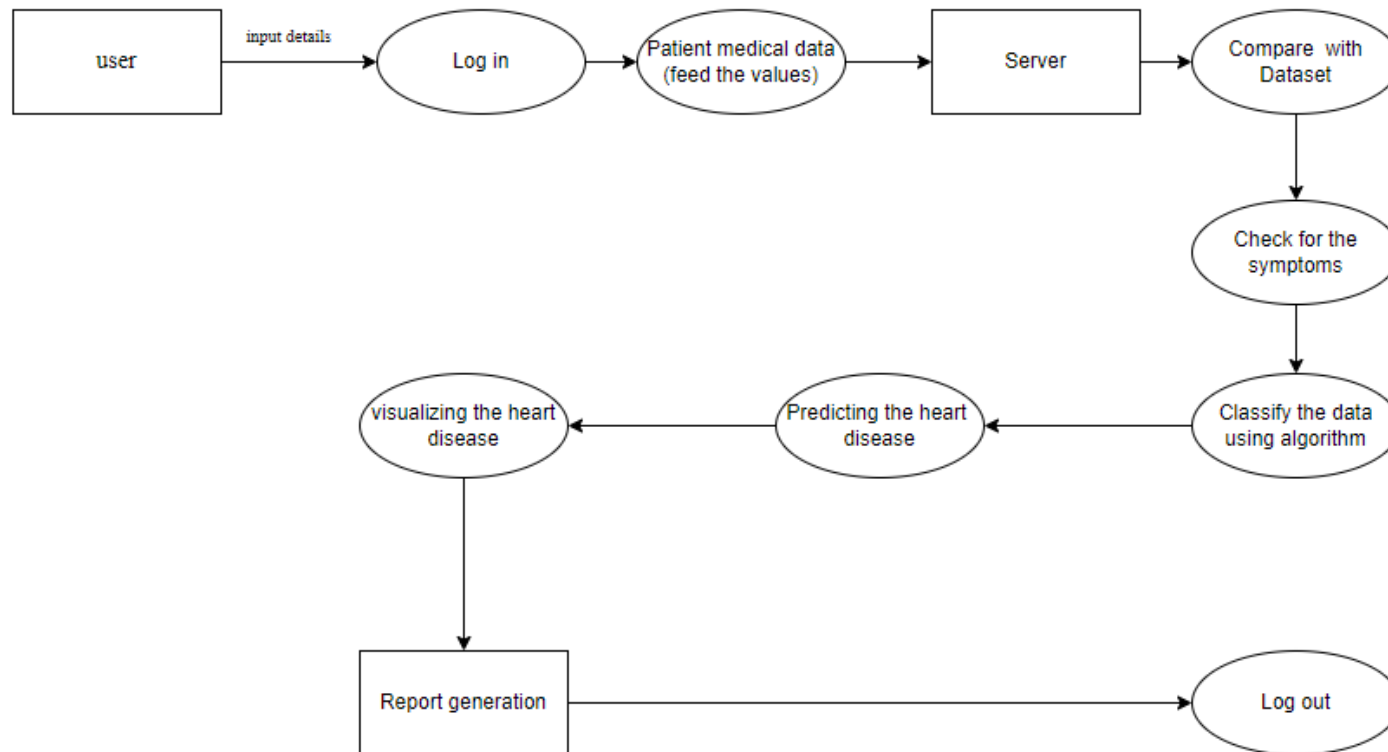 user
input details
Log in
Patient medical data
(feed the values)
Server
Compare with
Dataset
Check for the
symptoms
Classify the data
using algorithm
Predicting the heart
disease
visualizing the heart
disease
Report generation
Log out